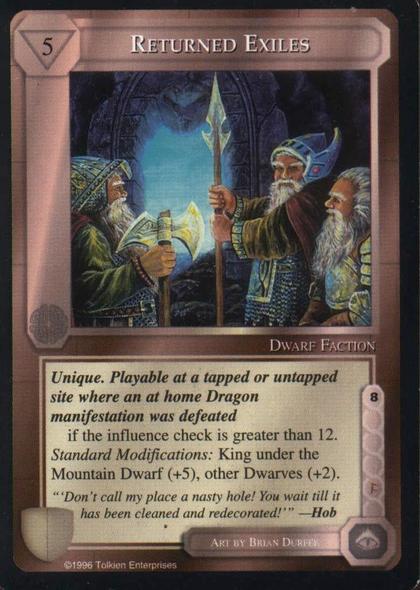 5
RETURNED EXILES
DWARF FACTION
Unique. Playable at a tapped or untapped
site where an at home Dragon
manifestation was defeated
if the influence check is greater than 12.
Standard Modifications: King under the
Mountain Dwarf (+5), other Dwarves (+2).
“‘Don't call my place a nasty hole! You wait till it
has been cleaned and redecorated!’” —Hob
8
F
ART BY BRIAN DURFEE
©1996 Tolkien Enterprises